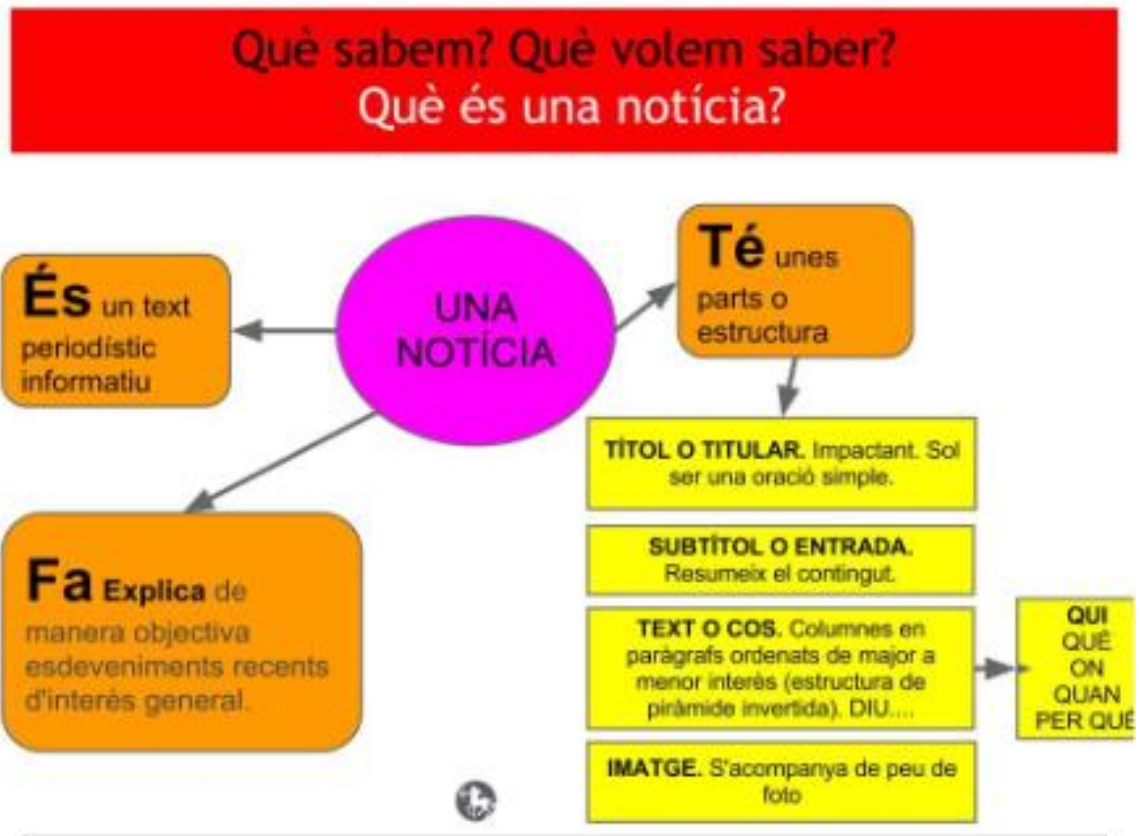 Què sabem? Què volem saber?
Què és una notícia?
UNA
NOTÍCIA
És un text
periodístic
informatiu
Fa Explica de
manera objectiva
esdeveniments recents
d'interès general.
Té unes
parts o
estructura
TÍTOL O TITULAR. Impactant. Sol
ser una oració simple.
SUBTÍTOL O ENTRADA.
Resumeix el contingut.
TEXT O COS. Columnes en
paràgrafs ordenats de major a
menor interès (estructura de
piràmide invertida). DIU....
QUI
QUÈ
ON
QUAN
PER QUÈ
IMATGE. S'acompanya de peu de
foto